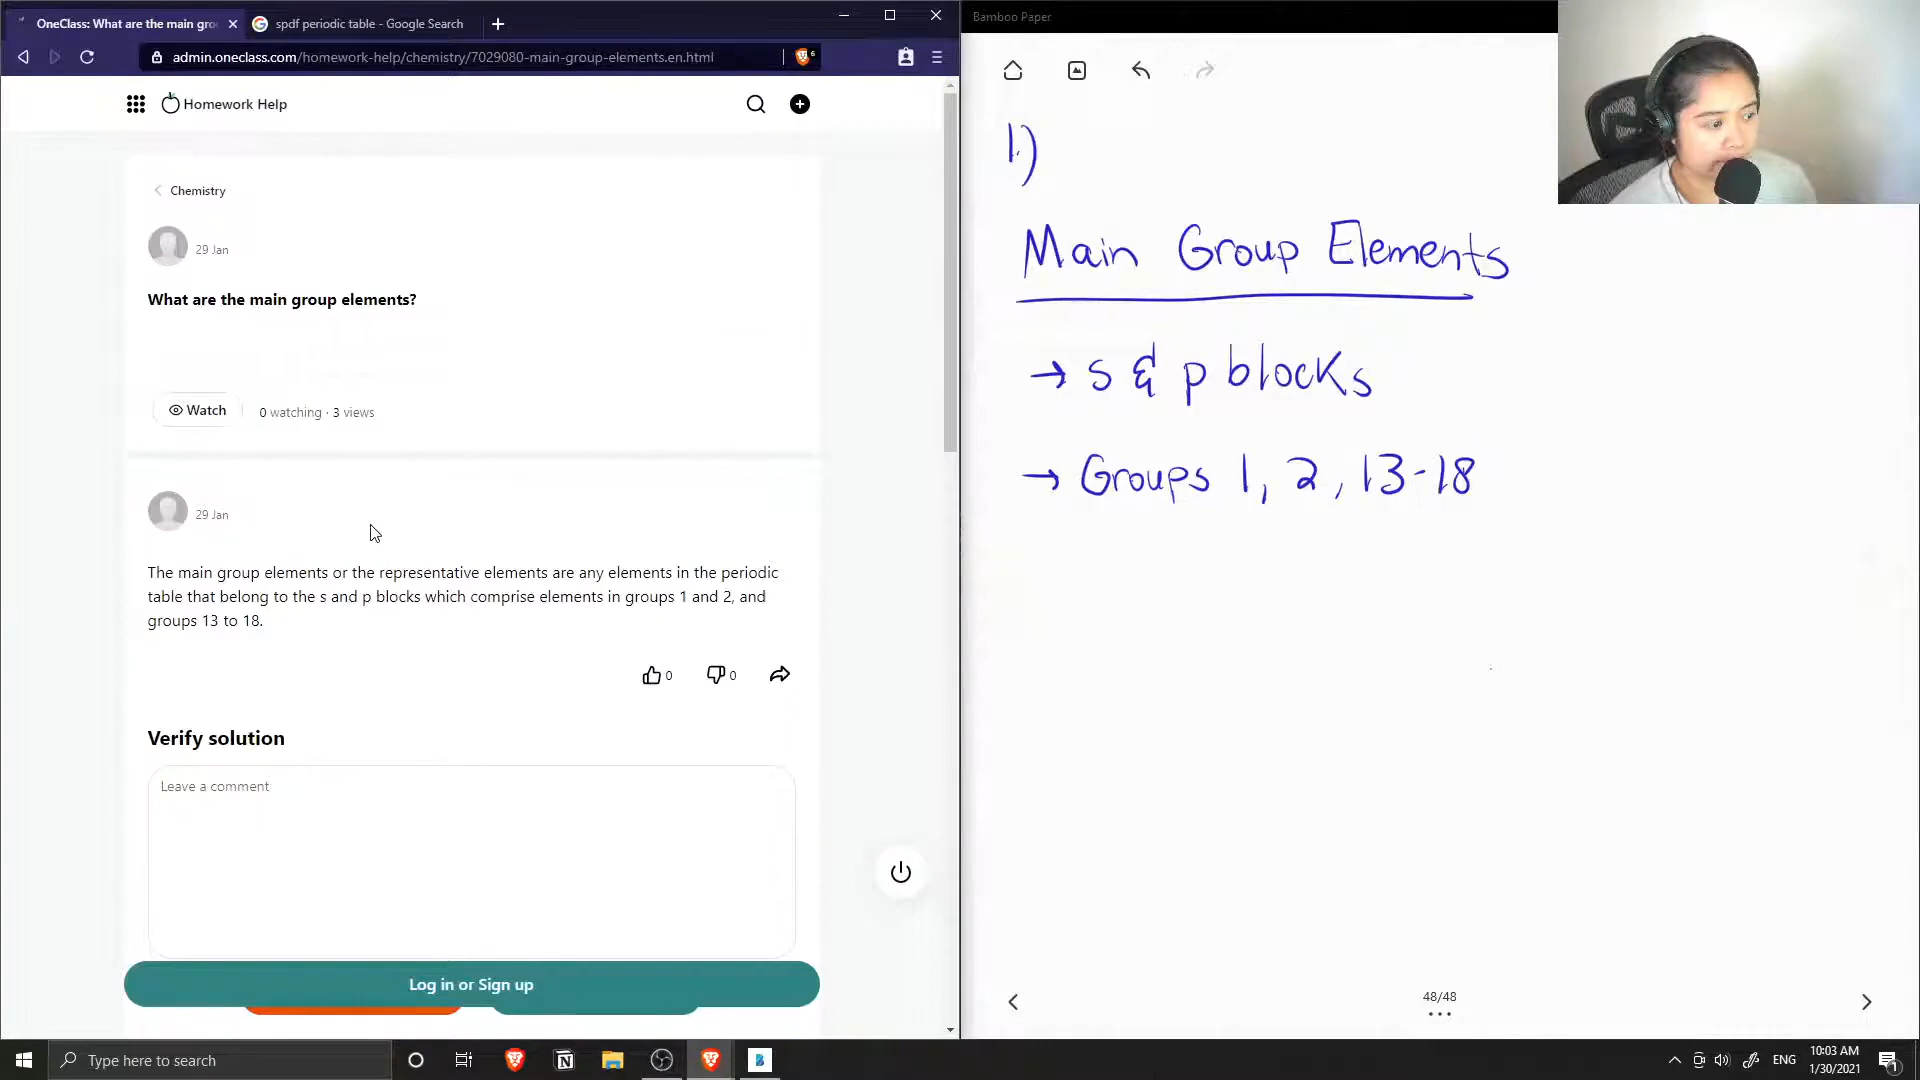 OneClass: What are the main gro
spdf periodic table - Google Search
Bamboo Paper
admin.oneclass.com/homework-help/chemistry/7029080-main-group-elements.en.html
6
Homework Help
Chemistry
29 Jan
What are the main group elements?
Watch
0 watching · 3 views
29 Jan
The main group elements or the representative elements are any elements in the periodic
table that belong to the s and p blocks which comprise elements in groups 1 and 2, and
groups 13 to 18.
0
0
Verify solution
Leave a comment
Log in or Sign up
1.)
Main Group Elements
→ s & p blocks
→ Groups 1, 2, 13-18
48/48
Type here to search
ENG
10:03 AM
1/30/2021
1